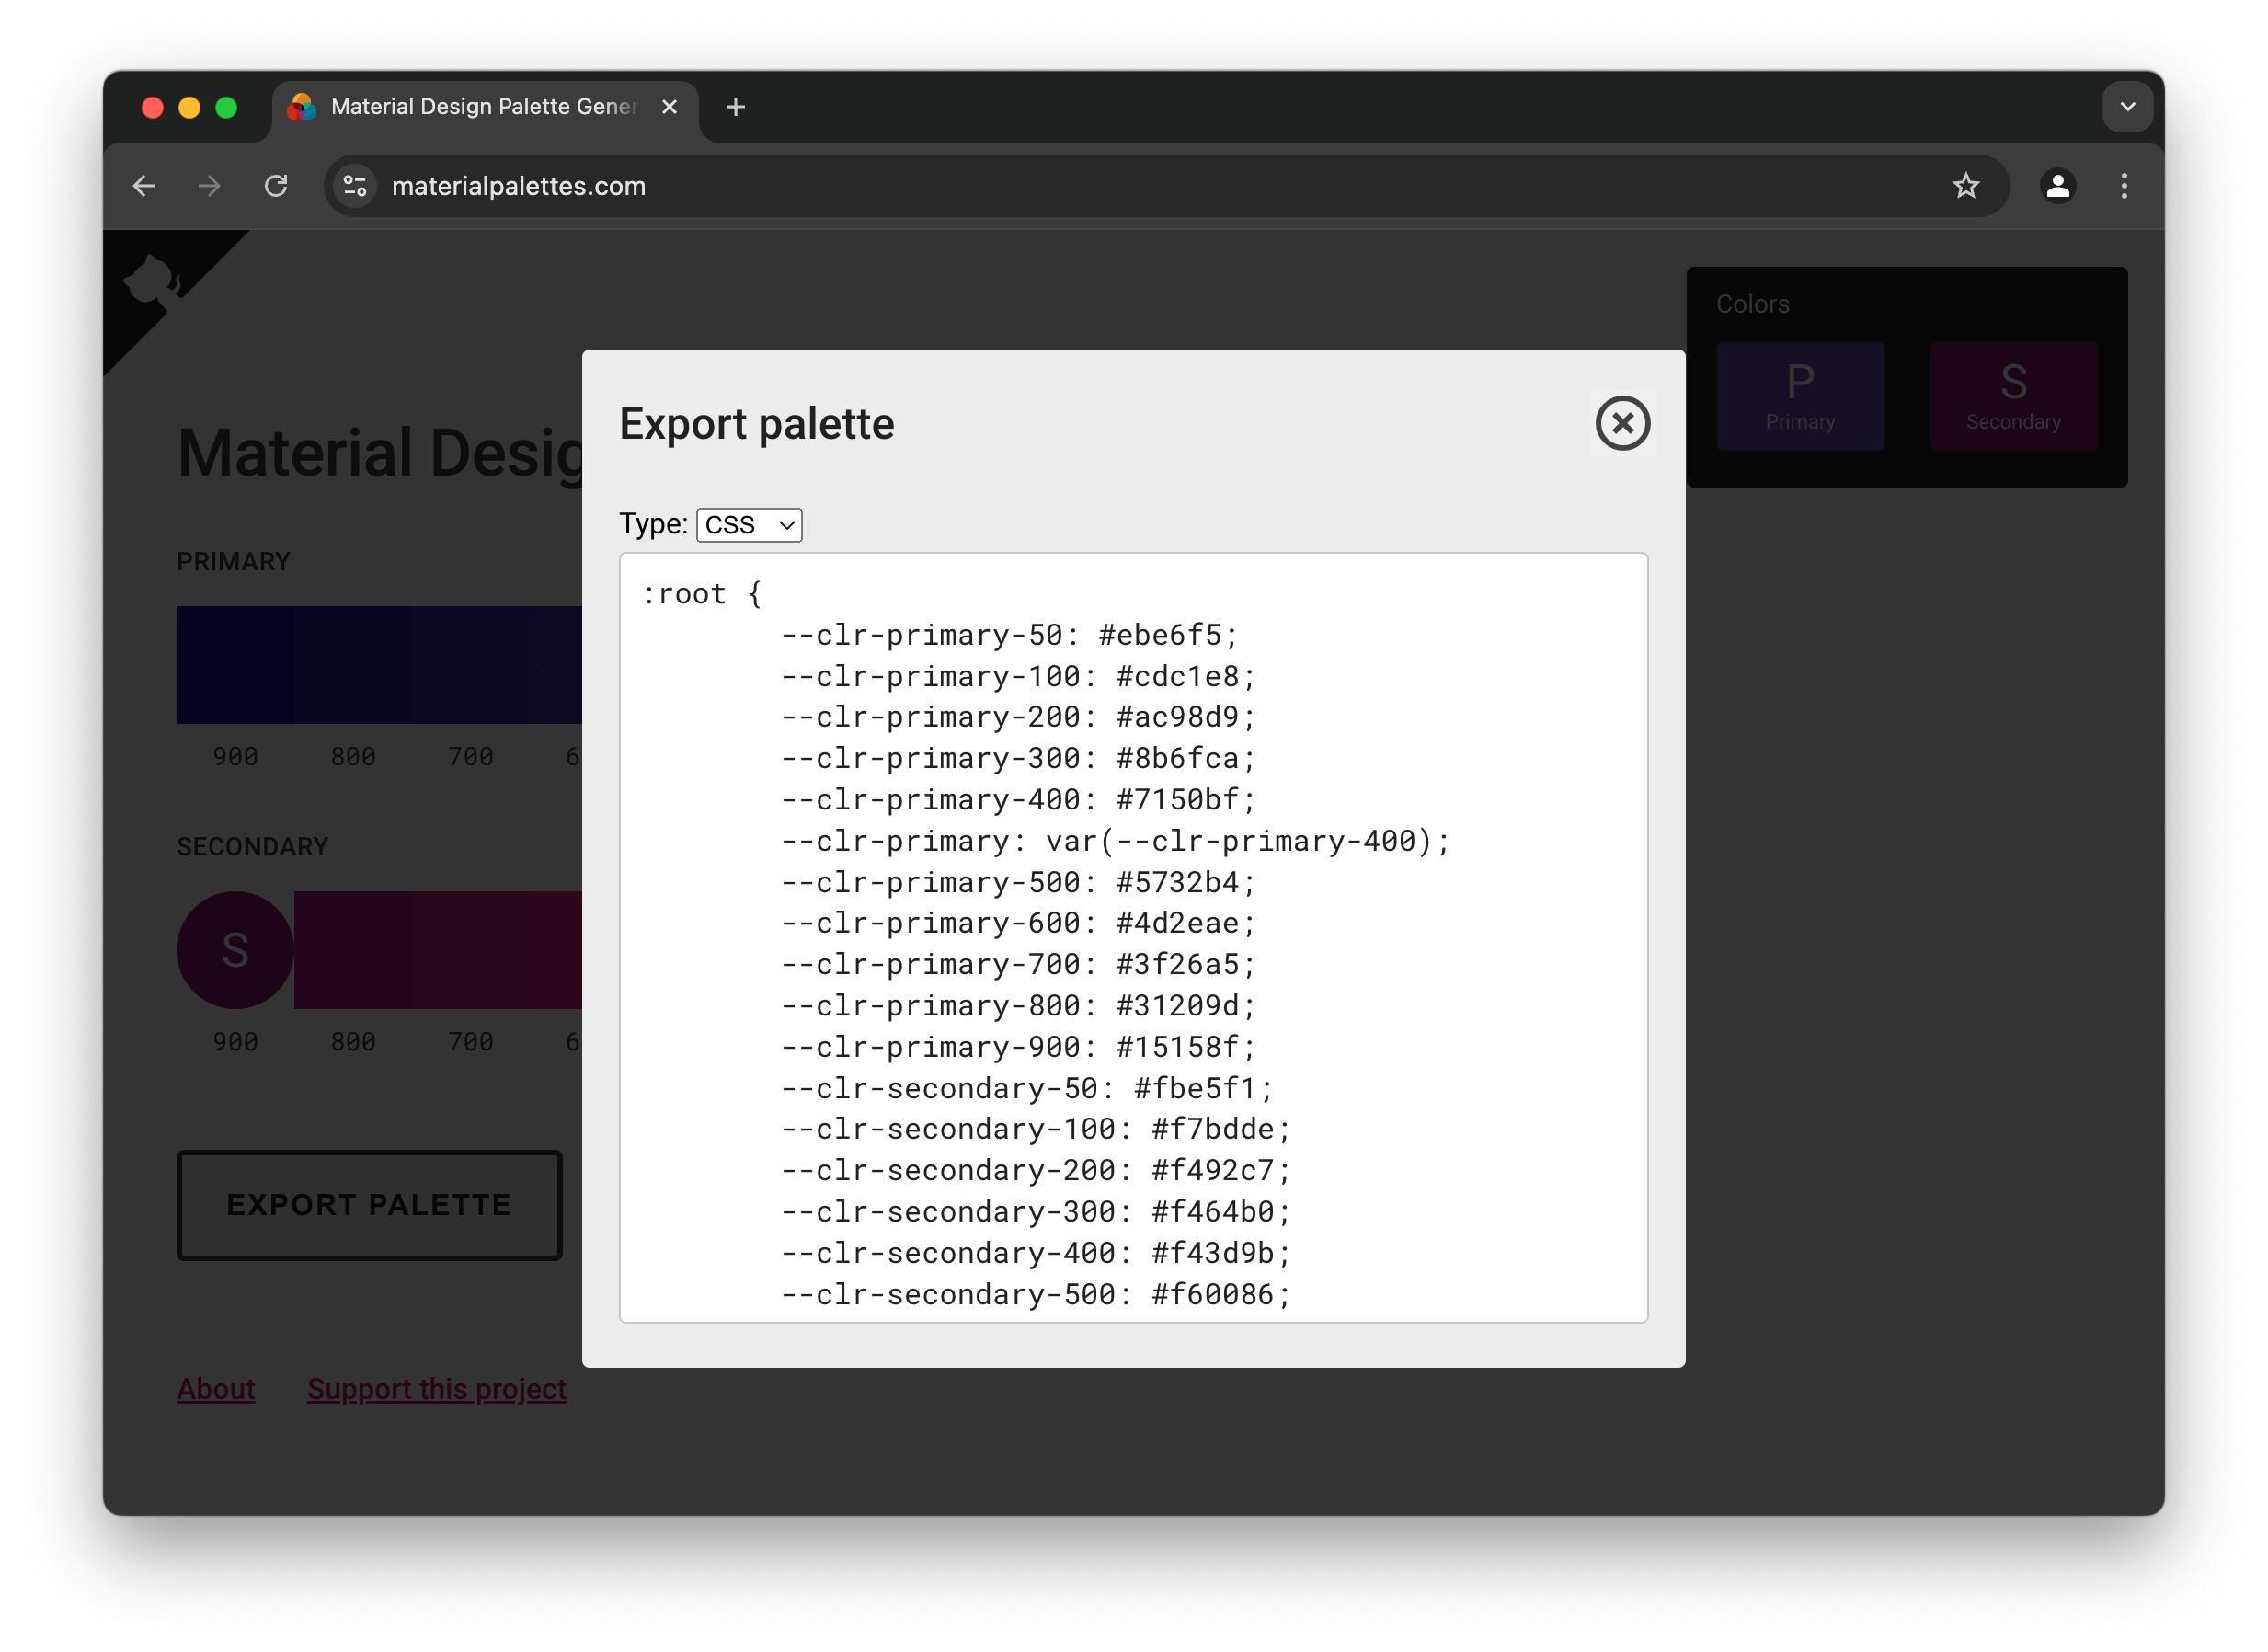 Material Design Palette Gener
materialpalettes.com
Colors
P
Primary
S
Secondary
Material Desig
PRIMARY
900 800 700 6
SECONDARY
S
900 800 700 6
EXPORT PALETTE
About Support this project
Export palette
Type: CSS
:root {
--clr-primary-50: #ebe6f5;
--clr-primary-100: #cdc1e8;
--clr-primary-200: #ac98d9;
--clr-primary-300: #8b6fca;
--clr-primary-400: #7150bf;
--clr-primary: var(--clr-primary-400);
--clr-primary-500: #5732b4;
--clr-primary-600: #4d2eae;
--clr-primary-700: #3f26a5;
--clr-primary-800: #31209d;
--clr-primary-900: #15158f;
--clr-secondary-50: #fbe5f1;
--clr-secondary-100: #f7bdde;
--clr-secondary-200: #f492c7;
--clr-secondary-300: #f464b0;
--clr-secondary-400: #f43d9b;
--clr-secondary-500: #f60086;